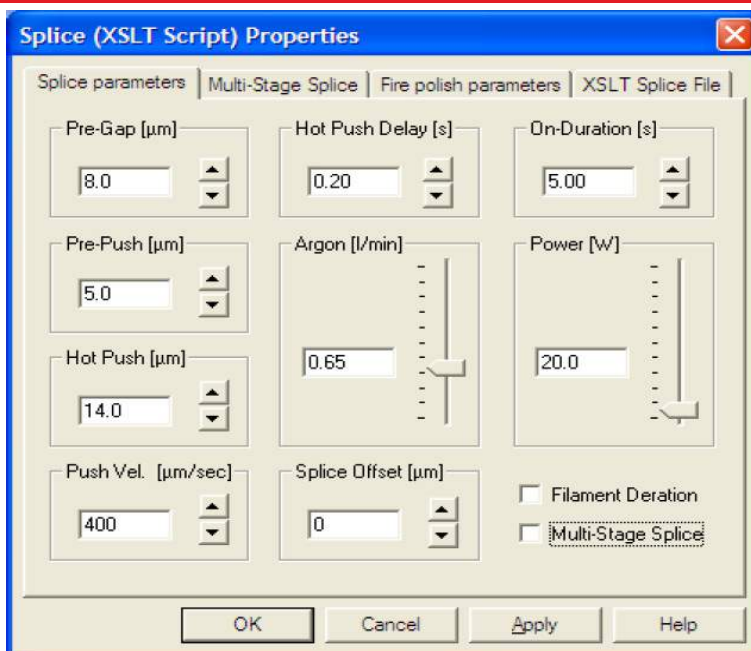 Splice (XSLT Script) Properties
Splice parameters Multi-Stage Splice Fire polish parameters XSLT Splice File
Pre-Gap [µm] Hot Push Delay [s] On-Duration [s]
8.0 0.20 5.00
Pre-Push [µm] Argon [l/min] Power [W]
5.0
Hot Push [µm]
0.65 20.0
14.0
Push Vel. [µm/sec] Splice Offset [µm]
Filament Deration
400 0
Multi-Stage Splice
OK Cancel Apply Help